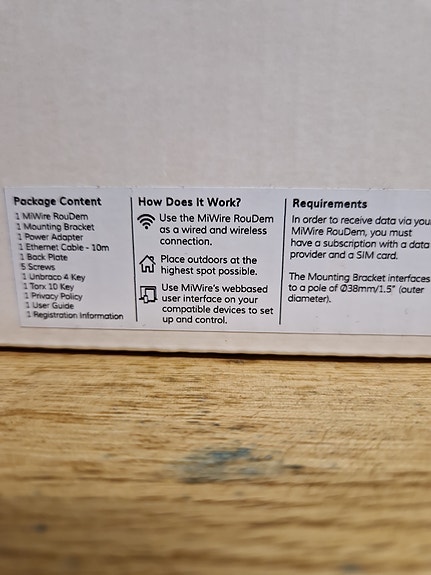 Package Content
1 MiWire RouDem
1 Mounting Bracket
1 Power Adapter
1 Ethernet Cable - 10m
1 Back Plate
5 Screws
1 Unbraco 4 Key
1 Torx 10 Key
1 Privacy Policy
1 User Guide
1 Registration Information
How Does It Work?
Use the MiWire RouDem
as a wired and wireless
connection.
Place outdoors at the
highest spot possible.
Use MiWire's webbased
user interface on your
compatible devices to set
up and control.
Requirements
In order to receive data via your
MiWire RouDem, you must
have a subscription with a data
provider and a SIM card.
The Mounting Bracket interfaces
to a pole of Ø38mm/1.5" (outer
diameter).